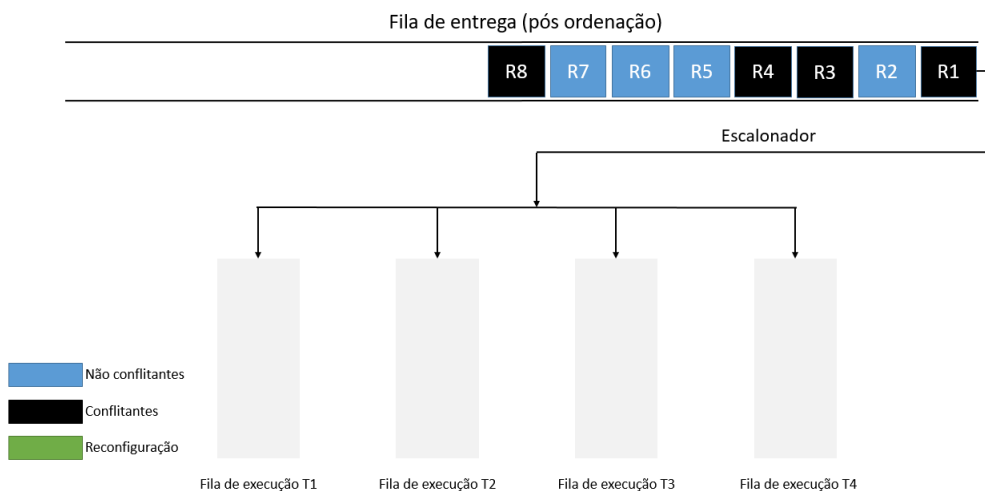 Fila de entrega (pós ordenação)
R8 R7 R6 R5 R4 R3 R2 R1
Escalonador
Não conflitantes
Conflitantes
Reconfiguração
Fila de execução T1 Fila de execução T2 Fila de execução T3 Fila de execução T4